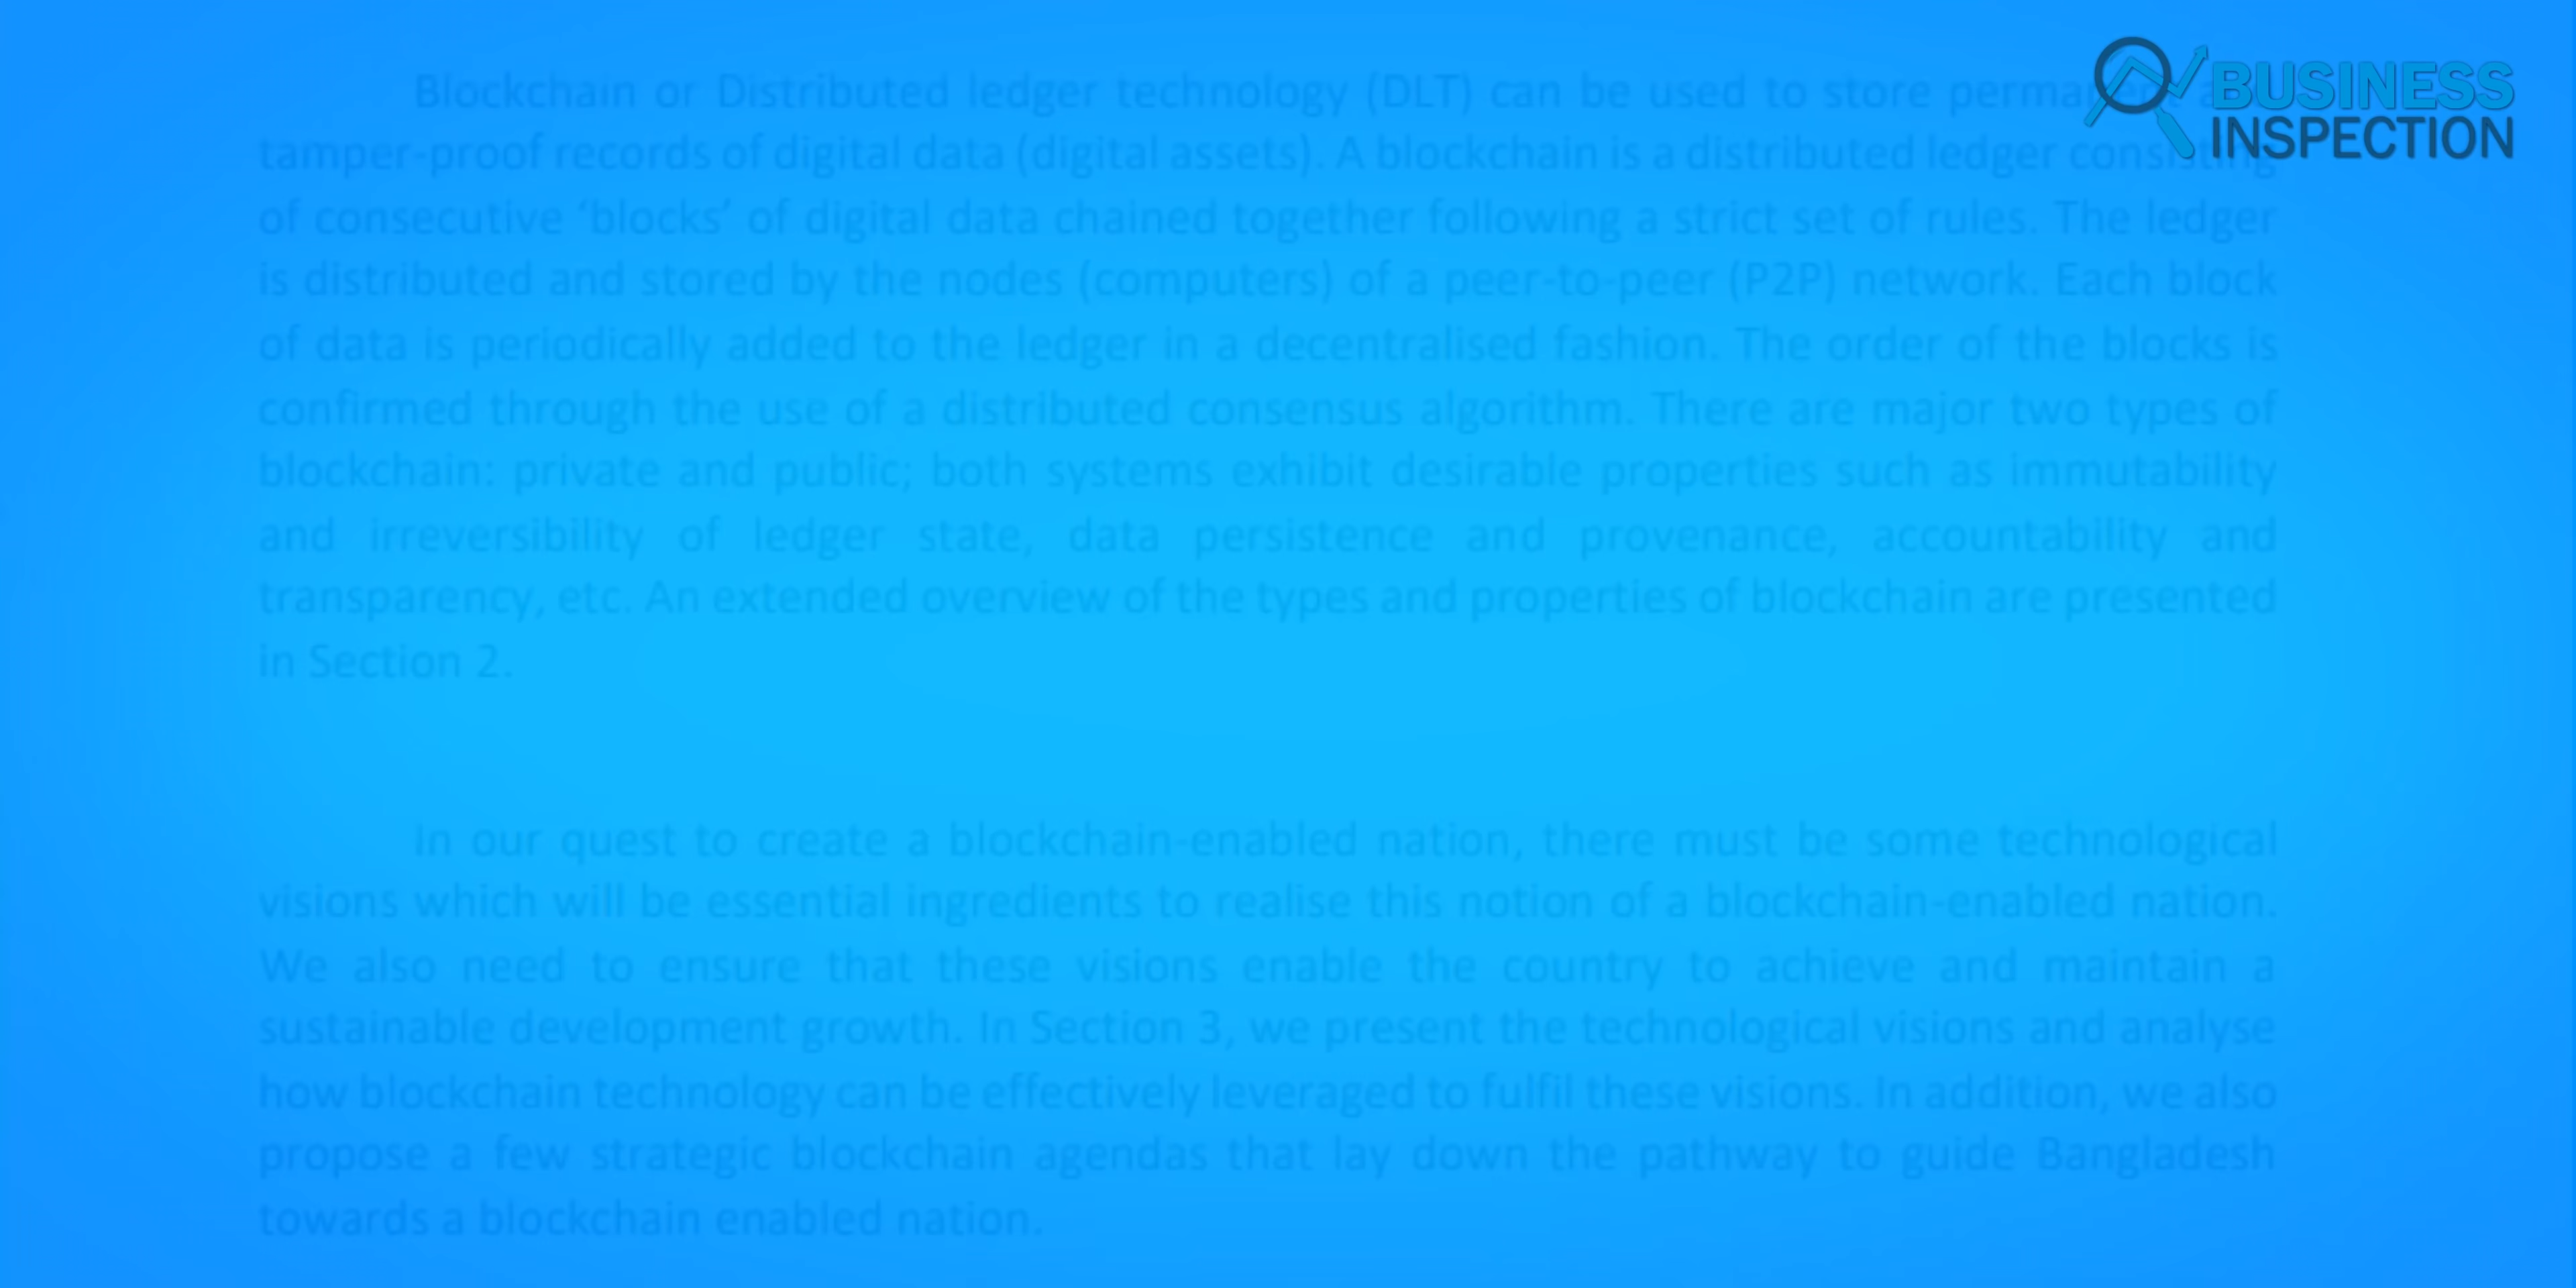 BUSINESS
INSPECTION
Blockchain or Distributed ledger technology (DLT) can be used to store permanent
tamper-proof records of digital data (digital assets). A blockchain is a distributed ledger consisting
of consecutive ‘blocks’ of digital data chained together following a strict set of rules. The ledger
is distributed and stored by the nodes (computers) of a peer-to-peer (P2P) network. Each block
of data is periodically added to the ledger in a decentralised fashion. The order of the blocks is
confirmed through the use of a distributed consensus algorithm. There are major two types of
blockchain: private and public; both systems exhibit desirable properties such as immutability
and irreversibility of ledger state, data persistence and provenance, accountability and
transparency, etc. An extended overview of the types and properties of blockchain are presented
in Section 2.
In our quest to create a blockchain-enabled nation, there must be some technological
visions which will be essential ingredients to realise this notion of a blockchain-enabled nation.
We also need to ensure that these visions enable the country to achieve and maintain a
sustainable development growth. In Section 3, we present the technological visions and analyse
how blockchain technology can be effectively leveraged to fulfil these visions. In addition, we also
propose a few strategic blockchain agendas that lay down the pathway to guide Bangladesh
towards a blockchain enabled nation.